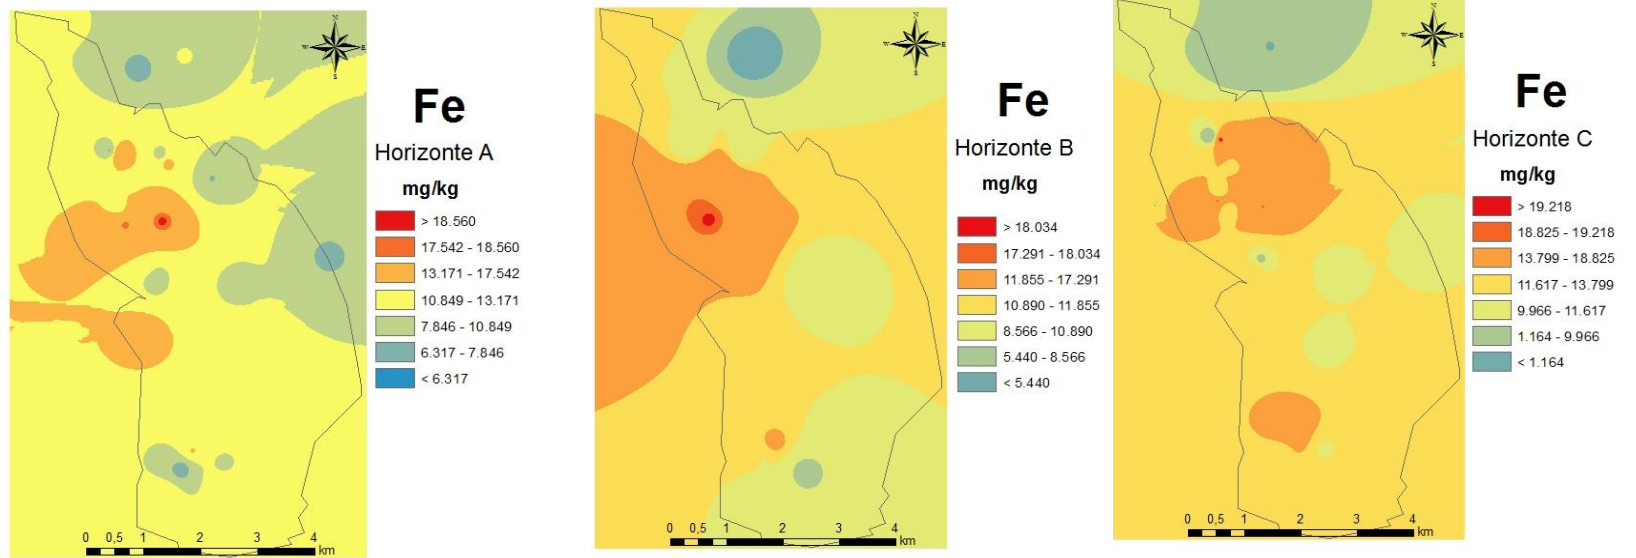 N
W
E
S
Fe
Horizonte A
mg/kg
> 18.560
17.542 - 18.560
13.171 - 17.542
10.849 - 13.171
7.846 - 10.849
6.317 - 7.846
< 6.317
0 0,5 1 2 3 4
km
N
W
E
S
Fe
Horizonte B
mg/kg
> 18.034
17.291 - 18.034
11.855 - 17.291
10.890 - 11.855
8.566 - 10.890
5.440 - 8.566
< 5.440
0 0,5 1 2 3 4
km
N
W
E
S
Fe
Horizonte C
mg/kg
> 19.218
18.825 - 19.218
13.799 - 18.825
11.617 - 13.799
9.966 - 11.617
1.164 - 9.966
< 1.164
0 0,5 1 2 3 4
km